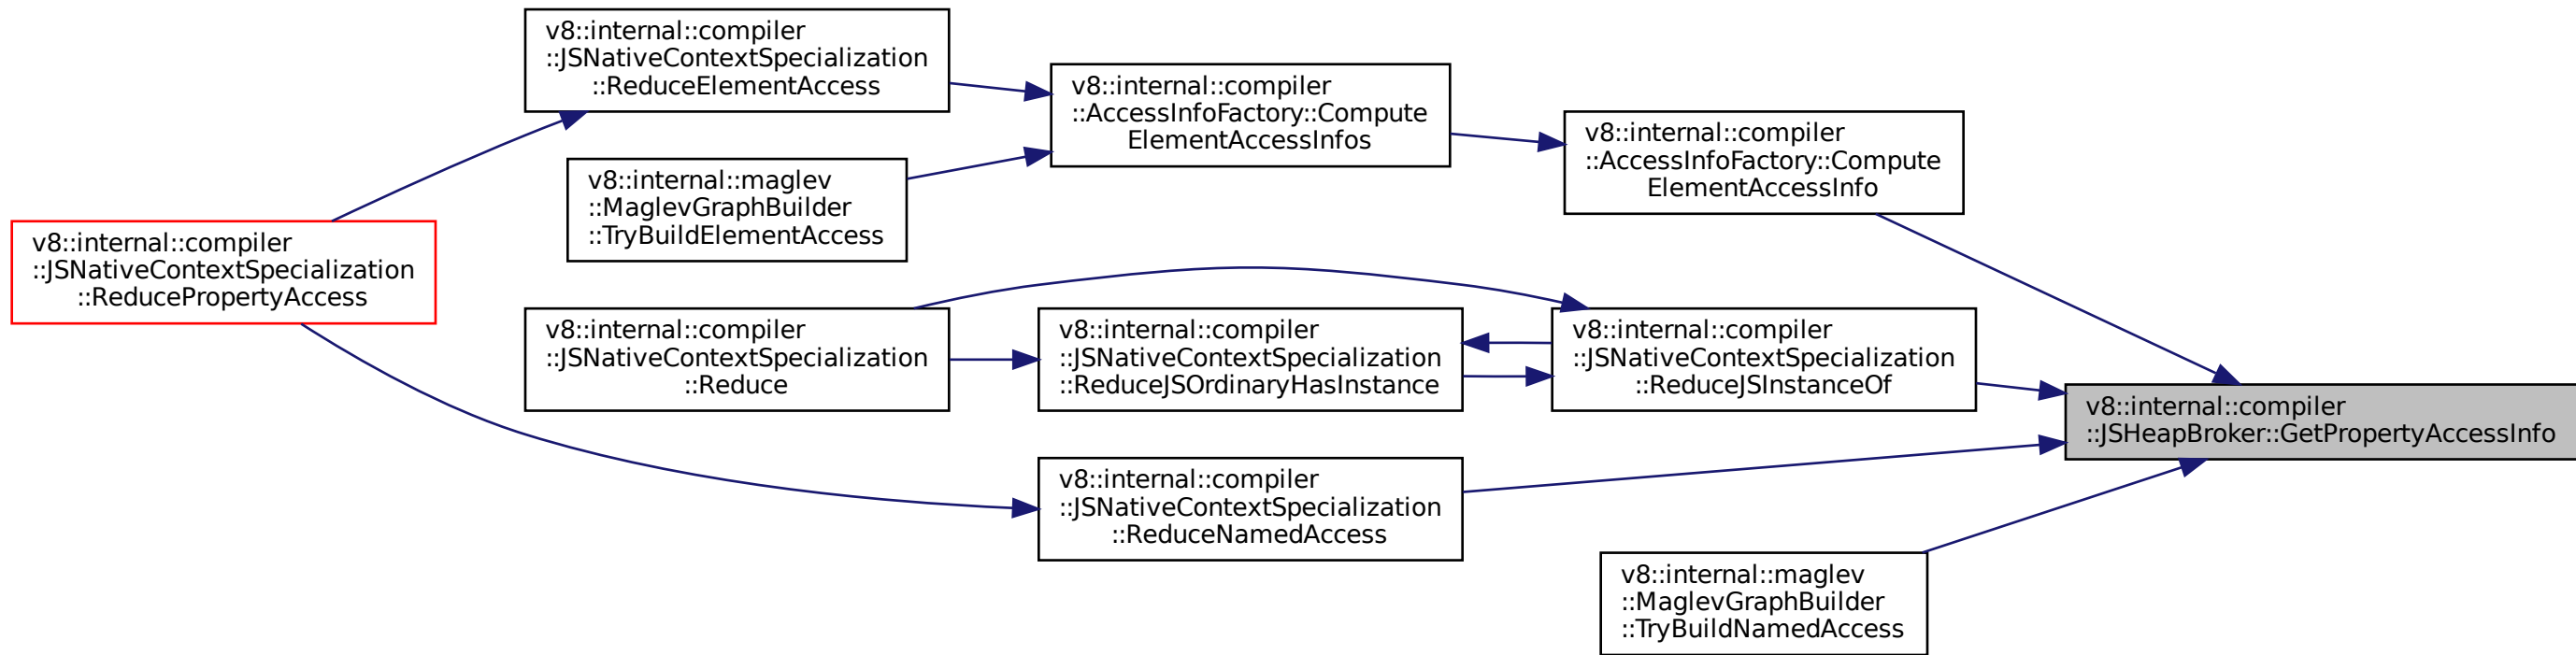 v8::internal::compiler
::JSNativeContextSpecialization
::ReduceElementAccess
v8::internal::compiler
::AccessInfoFactory::Compute
ElementAccessInfos
v8::internal::compiler
::AccessInfoFactory::Compute
ElementAccessInfo
v8::internal::maglev
::MaglevGraphBuilder
::TryBuildElementAccess
v8::internal::compiler
::JSNativeContextSpecialization
::ReducePropertyAccess
v8::internal::compiler
::JSNativeContextSpecialization
::Reduce
v8::internal::compiler
::JSNativeContextSpecialization
::ReduceJSOrdinaryHasInstance
v8::internal::compiler
::JSNativeContextSpecialization
::ReduceJSInstanceOf
v8::internal::compiler
::JSHeapBroker::GetPropertyAccessInfo
v8::internal::compiler
::JSNativeContextSpecialization
::ReduceNamedAccess
v8::internal::maglev
::MaglevGraphBuilder
::TryBuildNamedAccess